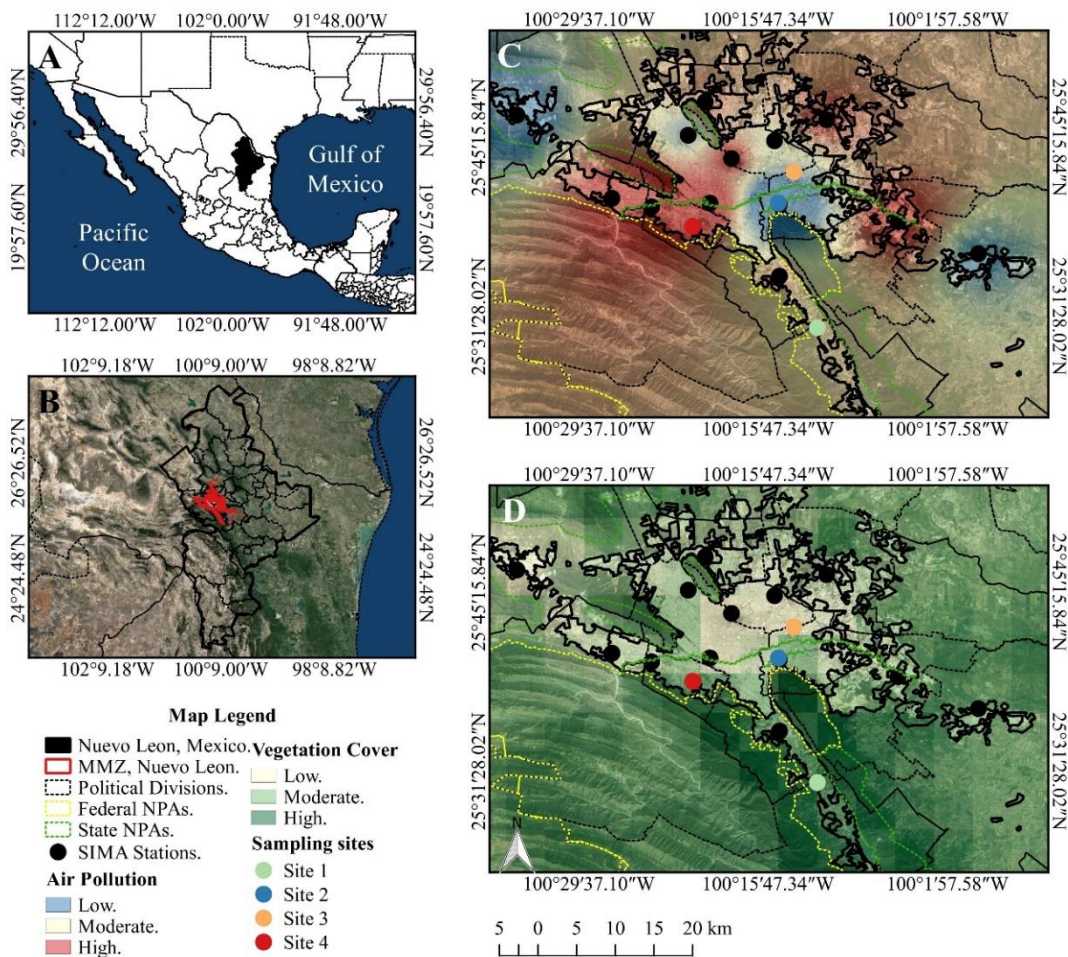 112°12.00'W 102°0.00'W 91°48.00'W
A
29°56.40'N
19°57.60'N
29°56.40'N
19°57.60'N
Gulf of
Mexico
Pacific
Ocean
112°12.00'W 102°0.00'W 91°48.00'W
102°9.18'W 100°9.00'W 98°8.82'W
B
26°26.52'N
24°24.48'N
26°26.52'N
24°24.48'N
102°9.18'W 100°9.00'W 98°8.82'W
Map Legend
Nuevo Leon, Mexico.
MMZ, Nuevo Leon.
Political Divisions.
Federal NPAs.
State NPAs.
SIMA Stations.
Air Pollution
Low.
Moderate.
High.
Vegetation Cover
Low.
Moderate.
High.
Sampling sites
Site 1
Site 2
Site 3
Site 4
100°29'37.10"W 100°15'47.34"W 100°1'57.58"W
C
25°45'15.84"N
25°31'28.02"N
25°45'15.84"N
25°31'28.02"N
100°29'37.10"W 100°15'47.34"W 100°1'57.58"W
100°29'37.10"W 100°15'47.34"W 100°1'57.58"W
D
25°45'15.84"N
25°31'28.02"N
25°45'15.84"N
25°31'28.02"N
N
100°29'37.10"W 100°15'47.34"W 100°1'57.58"W
5 0 5 10 15 20 km